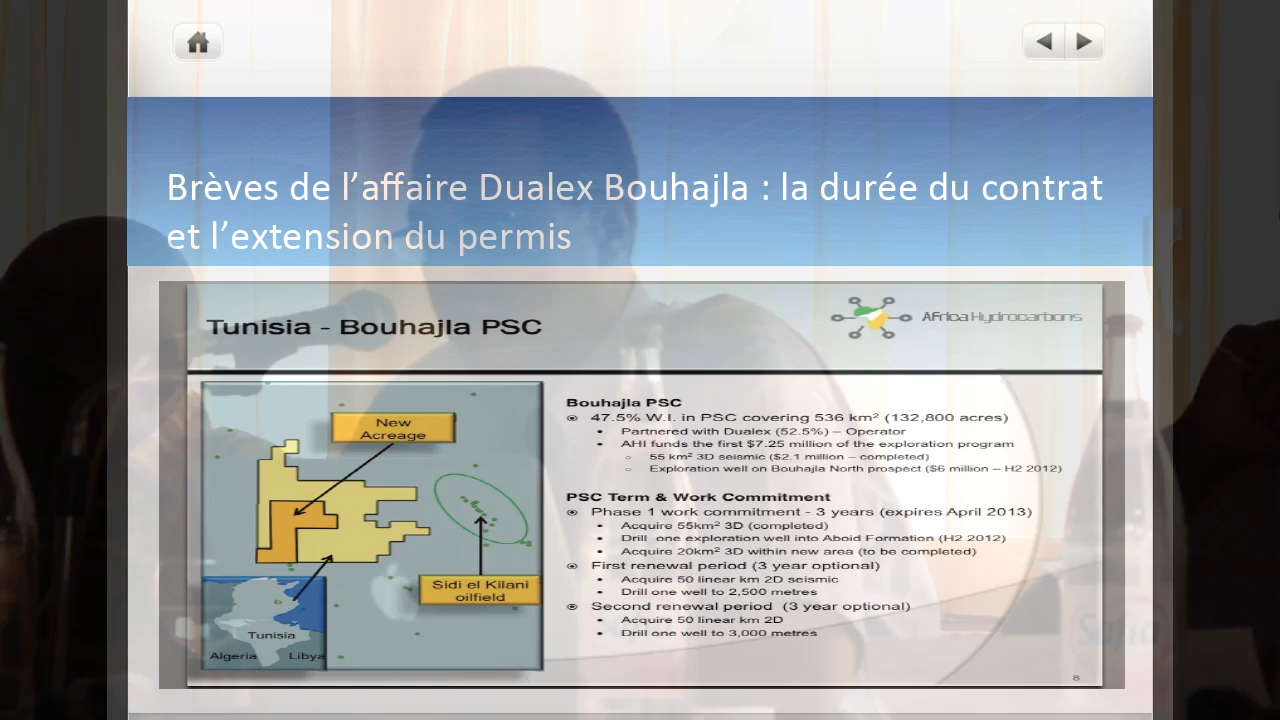 Brèves de l’affaire Dualex Bouhajla : la durée du contrat
et l’extension du permis
Tunisia - Bouhajla PSC
Africa Hydrocarbons
New
Acreage
Sidi el Kilani
oilfield
Tunisia
Algeria
Libya
Bouhajla PSC
47.5% W.I. in PSC covering 536 km² (132,800 acres)
• Partnered with Dualex (52.5%) – Operator
• AHI funds the first $7.25 million of the exploration program
○ 55 km² 3D seismic ($2.1 million – completed)
○ Exploration well on Bouhajla North prospect ($6 million – H2 2012)
PSC Term & Work Commitment
Phase 1 work commitment - 3 years (expires April 2013)
• Acquire 55km² 3D (completed)
• Drill one exploration well into Aboid Formation (H2 2012)
• Acquire 20km² 3D within new area (to be completed)
First renewal period (3 year optional)
• Acquire 50 linear km 2D seismic
• Drill one well to 2,500 metres
Second renewal period (3 year optional)
• Acquire 50 linear km 2D
• Drill one well to 3,000 metres
8
Safia